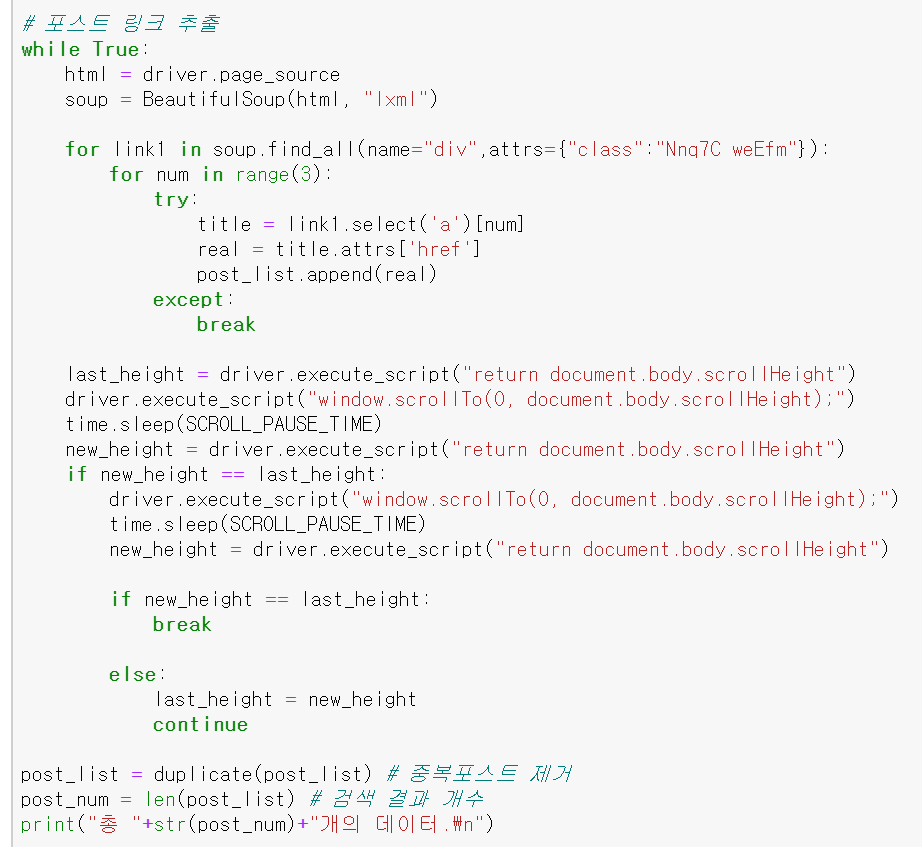 # 포스트 링크 추출
while True:
    html = driver.page_source
    soup = BeautifulSoup(html, "lxml")

    for link1 in soup.find_all(name="div",attrs={"class":"Nnq7C weEfm"}):
        for num in range(3):
            try:
                title = link1.select('a')[num]
                real = title.attrs['href']
                post_list.append(real)
            except:
                break

    last_height = driver.execute_script("return document.body.scrollHeight")
    driver.execute_script("window.scrollTo(0, document.body.scrollHeight);")
    time.sleep(SCROLL_PAUSE_TIME)
    new_height = driver.execute_script("return document.body.scrollHeight")
    if new_height == last_height:
        driver.execute_script("window.scrollTo(0, document.body.scrollHeight);")
        time.sleep(SCROLL_PAUSE_TIME)
        new_height = driver.execute_script("return document.body.scrollHeight")

        if new_height == last_height:
            break

        else:
            last_height = new_height
            continue

post_list = duplicate(post_list) # 중복포스트 제거
post_num = len(post_list) # 검색 결과 개수
print("총 "+str(post_num)+"개의 데이터.₩n")